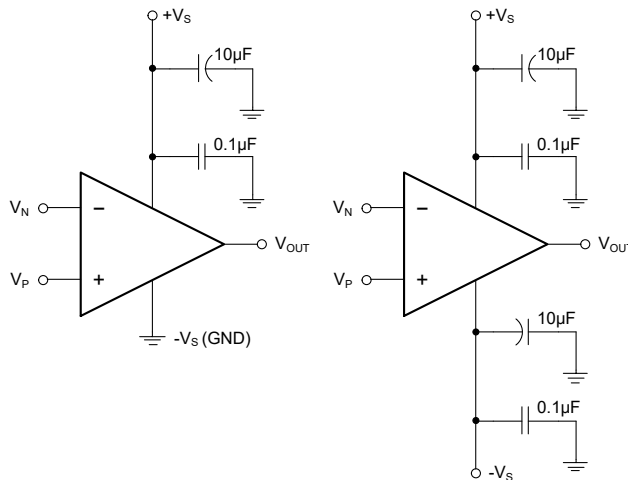 +VS
10µF
0.1µF
VN
−
VP
+
VOUT
-VS (GND)
+VS
10µF
0.1µF
VN
−
VP
+
VOUT
10µF
0.1µF
-VS